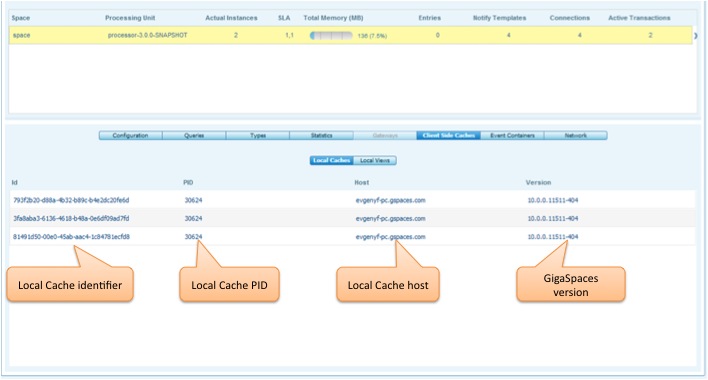 Space Processing Unit Actual Instances SLA Total Memory (MB) Entries Notify Templates Connections Active Transactions
space processor-3.0.0-SNAPSHOT 2 1,1 136 (7.5%) 0 4 4 2
Configuration Queries Types Statistics Gateways Client Side Caches Event Containers Network
Local Caches Local Views
Id PID Host Version
793f2b20-d88a-4b32-b89c-b4e2dc20fe6d 30624 evgenyf-pc.gspaces.com 10.0.0.11511-404
3fa8aba3-6136-4618-b48a-0e6df09ad7fd 30624 evgenyf-pc.gspaces.com 10.0.0.11511-404
81491d50-00e0-45ab-aac4-1c84781ecfd8 30624 evgenyf-pc.gspaces.com 10.0.0.11511-404
Local Cache identifier Local Cache PID Local Cache host GigaSpaces
version